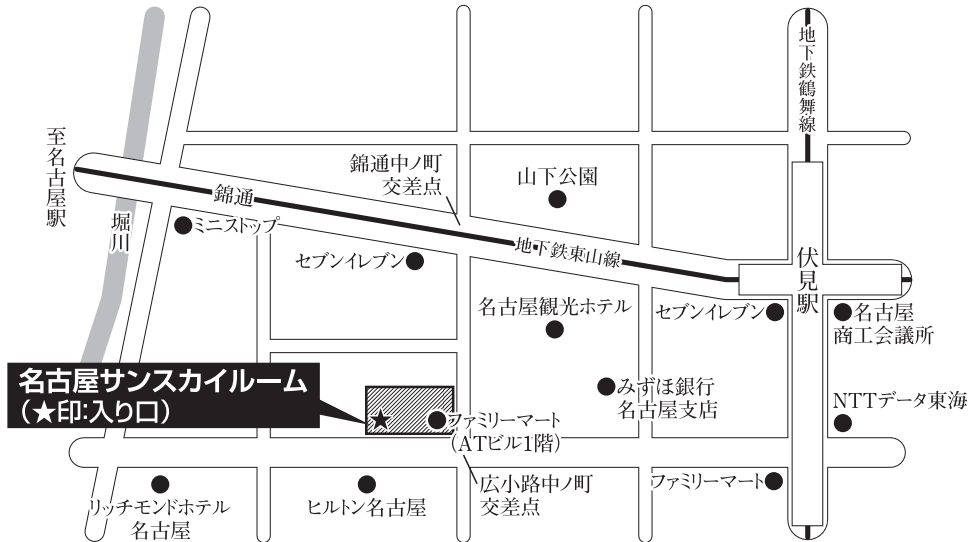 地下鉄鶴舞線
至名古屋駅
錦通中ノ町
交差点
山下公園
錦通
堀川
ミニストップ
地下鉄東山線
セブンイレブン
伏見駅
名古屋観光ホテル
セブンイレブン
名古屋
商工会議所
名古屋サンスカイルーム
(★印:入り口)
みずほ銀行
名古屋支店
NTTデータ東海
★
ファミリーマート
(ATビル1階)
広小路中ノ町
交差点
ファミリーマート
リッチモンドホテル
名古屋
ヒルトン名古屋